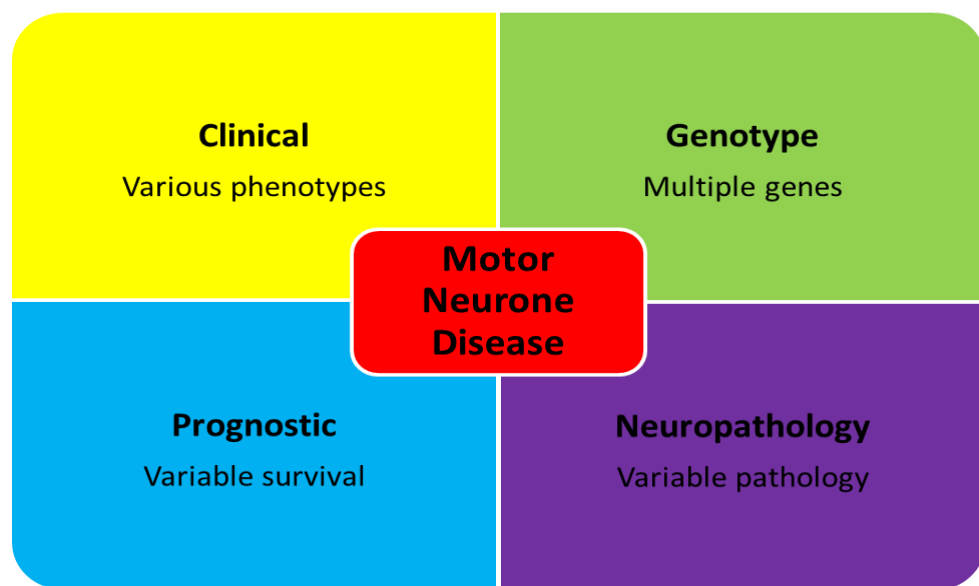 Clinical
Various phenotypes
Genotype
Multiple genes
Motor
Neurone
Disease
Prognostic
Variable survival
Neuropathology
Variable pathology